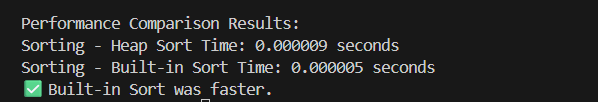 Performance Comparison Results:
Sorting - Heap Sort Time: 0.000009 seconds
Sorting - Built-in Sort Time: 0.000005 seconds
✅ Built-in Sort was faster.